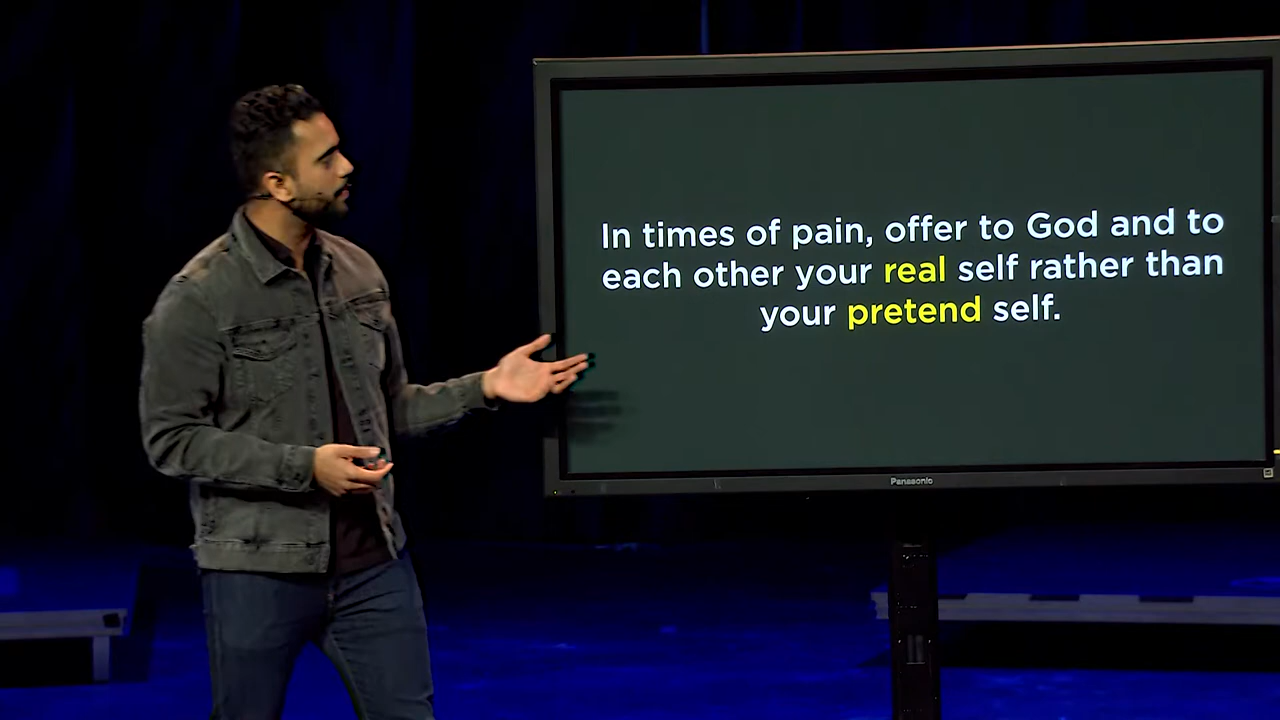 In times of pain, offer to God and to
each other your real self rather than
your pretend self.
Panasonic